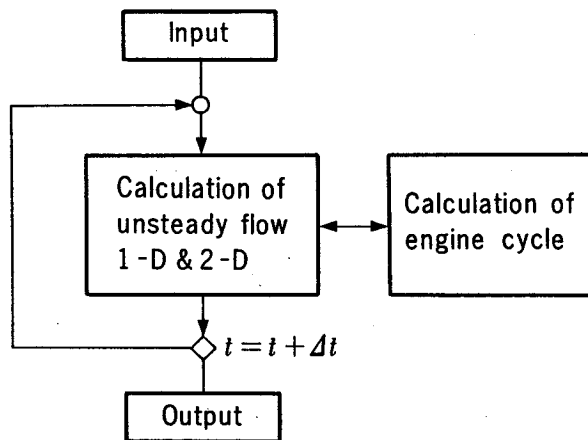 Input
Calculation of
unsteady flow
1-D & 2-D
Calculation of
engine cycle
t = t + Δt
Output